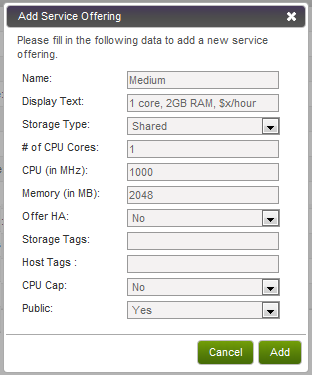 Add Service Offering
Please fill in the following data to add a new service
offering.
Name: Medium
Display Text: 1 core, 2GB RAM, $x/hour
Storage Type: Shared
# of CPU Cores: 1
CPU (in MHz): 1000
Memory (in MB): 2048
Offer HA: No
Storage Tags:
Host Tags :
CPU Cap: No
Public: Yes
Cancel Add